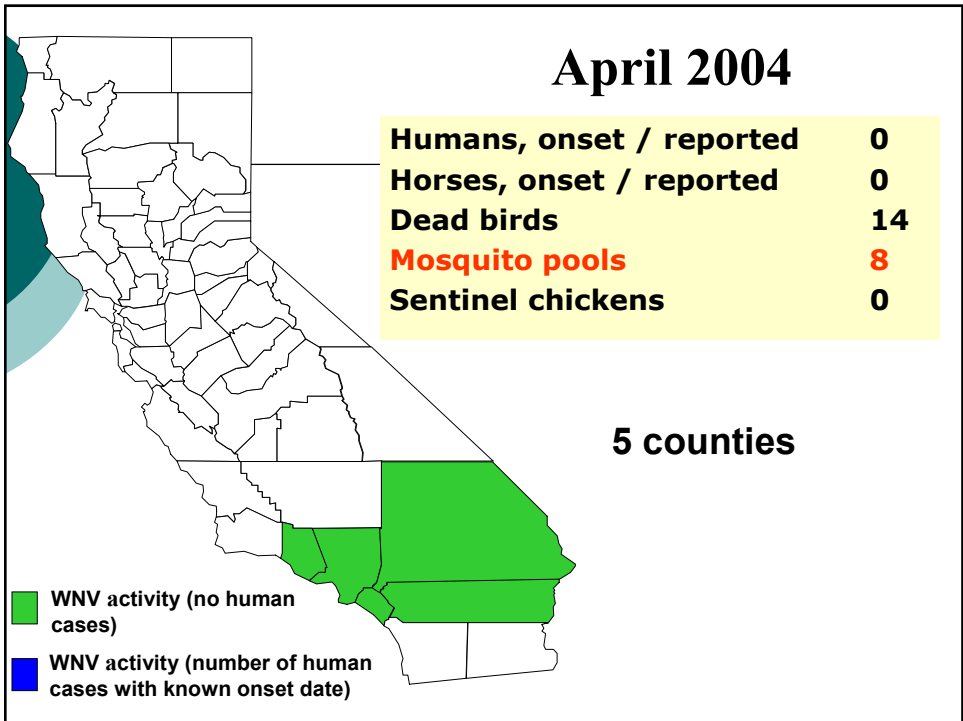 April 2004
Humans, onset / reported 0
Horses, onset / reported 0
Dead birds 14
Mosquito pools 8
Sentinel chickens 0
5 counties
WNV activity (no human
cases)
WNV activity (number of human
cases with known onset date)